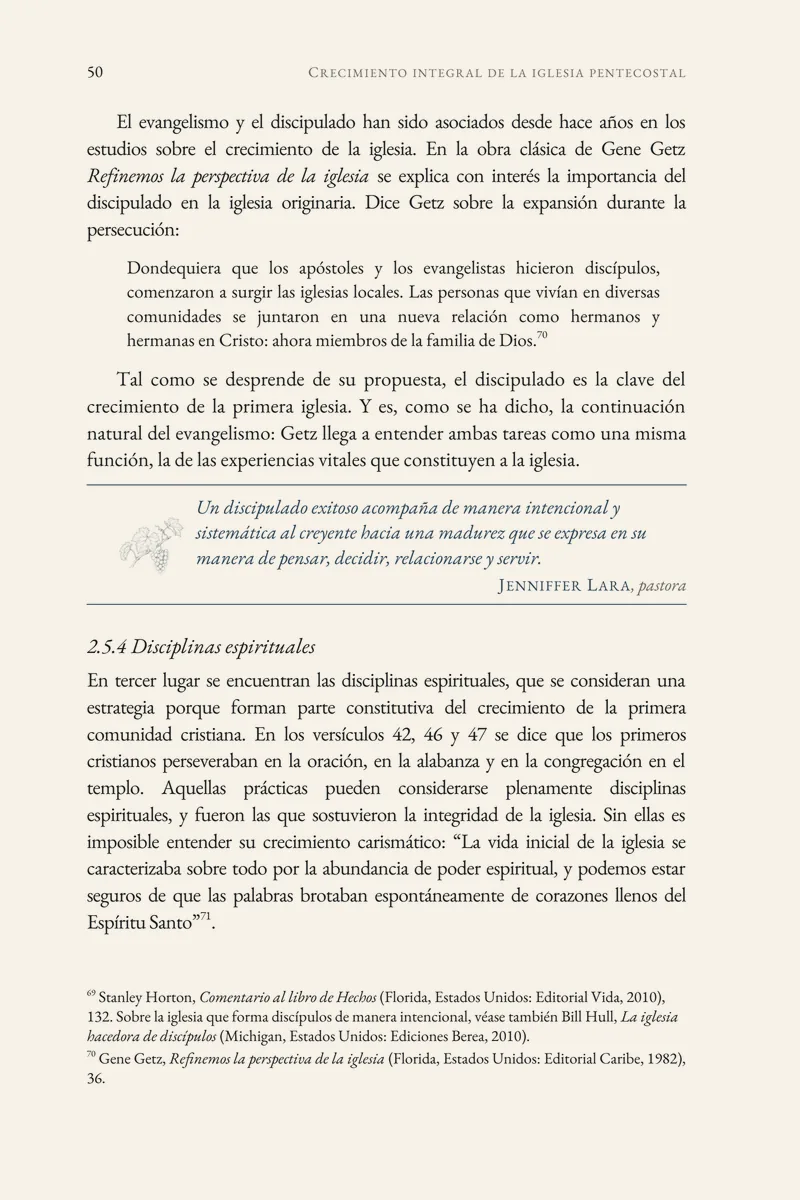 50 CRECIMIENTO INTEGRAL DE LA IGLESIA PENTECOSTAL
El evangelismo y el discipulado han sido asociados desde hace años en los
estudios sobre el crecimiento de la iglesia. En la obra clásica de Gene Getz
Refinemos la perspectiva de la iglesia se explica con interés la importancia del
discipulado en la iglesia originaria. Dice Getz sobre la expansión durante la
persecución:
Dondequiera que los apóstoles y los evangelistas hicieron discípulos,
comenzaron a surgir las iglesias locales. Las personas que vivían en diversas
comunidades se juntaron en una nueva relación como hermanos y
hermanas en Cristo: ahora miembros de la familia de Dios.70
Tal como se desprende de su propuesta, el discipulado es la clave del
crecimiento de la primera iglesia. Y es, como se ha dicho, la continuación
natural del evangelismo: Getz llega a entender ambas tareas como una misma
función, la de las experiencias vitales que constituyen a la iglesia.
Un discipulado exitoso acompaña de manera intencional y
sistemática al creyente hacia una madurez que se expresa en su
manera de pensar, decidir, relacionarse y servir.
JENNIFFER LARA, pastora
2.5.4 Disciplinas espirituales
En tercer lugar se encuentran las disciplinas espirituales, que se consideran una
estrategia porque forman parte constitutiva del crecimiento de la primera
comunidad cristiana. En los versículos 42, 46 y 47 se dice que los primeros
cristianos perseveraban en la oración, en la alabanza y en la congregación en el
templo. Aquellas prácticas pueden considerarse plenamente disciplinas
espirituales, y fueron las que sostuvieron la integridad de la iglesia. Sin ellas es
imposible entender su crecimiento carismático: “La vida inicial de la iglesia se
caracterizaba sobre todo por la abundancia de poder espiritual, y podemos estar
seguros de que las palabras brotaban espontáneamente de corazones llenos del
Espíritu Santo”71.
69 Stanley Horton, Comentario al libro de Hechos (Florida, Estados Unidos: Editorial Vida, 2010),
132. Sobre la iglesia que forma discípulos de manera intencional, véase también Bill Hull, La iglesia
hacedora de discípulos (Michigan, Estados Unidos: Ediciones Berea, 2010).
70 Gene Getz, Refinemos la perspectiva de la iglesia (Florida, Estados Unidos: Editorial Caribe, 1982),
36.